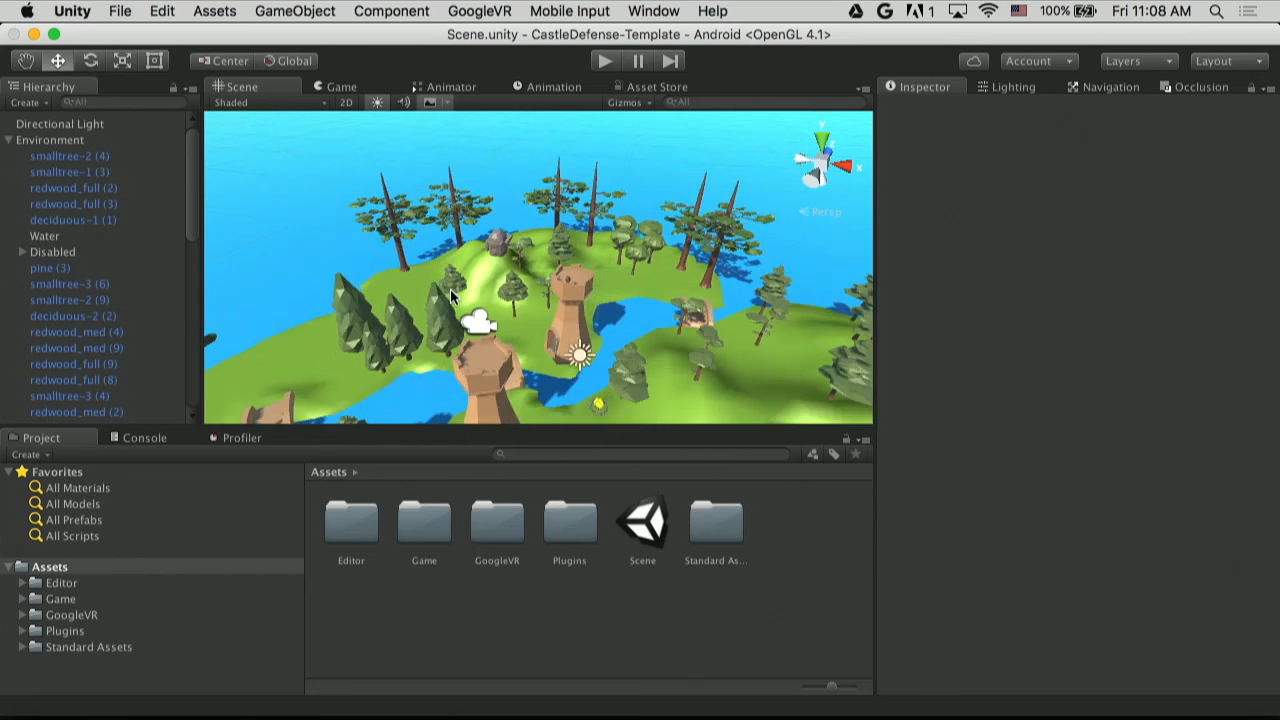 Unity File Edit Assets GameObject Component GoogleVR Mobile Input Window Help 1 100% Fri 11:08 AM
Scene.unity - CastleDefense-Template - Android <OpenGL 4.1>
Center Global Account Layers Layout
Hierarchy Scene Game Animator Animation Asset Store Inspector Lighting Navigation Occlusion
Create All Shaded 2D Gizmos All
Directional Light
Environment
smalltree-2 (4)
smalltree-1 (3)
redwood_full (2)
redwood_full (3)
deciduous-1 (1)
Water
Disabled
pine (3)
smalltree-3 (6)
smalltree-2 (9)
deciduous-2 (2)
redwood_med (4)
redwood_med (9)
redwood_full (9)
redwood_full (8)
smalltree-3 (4)
redwood_med (2)
y
z
x
Persp
Project Console Profiler
Create
Favorites
All Materials
All Models
All Prefabs
All Scripts
Assets
Editor
Game
GoogleVR
Plugins
Standard Assets
Assets
Editor Game GoogleVR Plugins Scene Standard As...